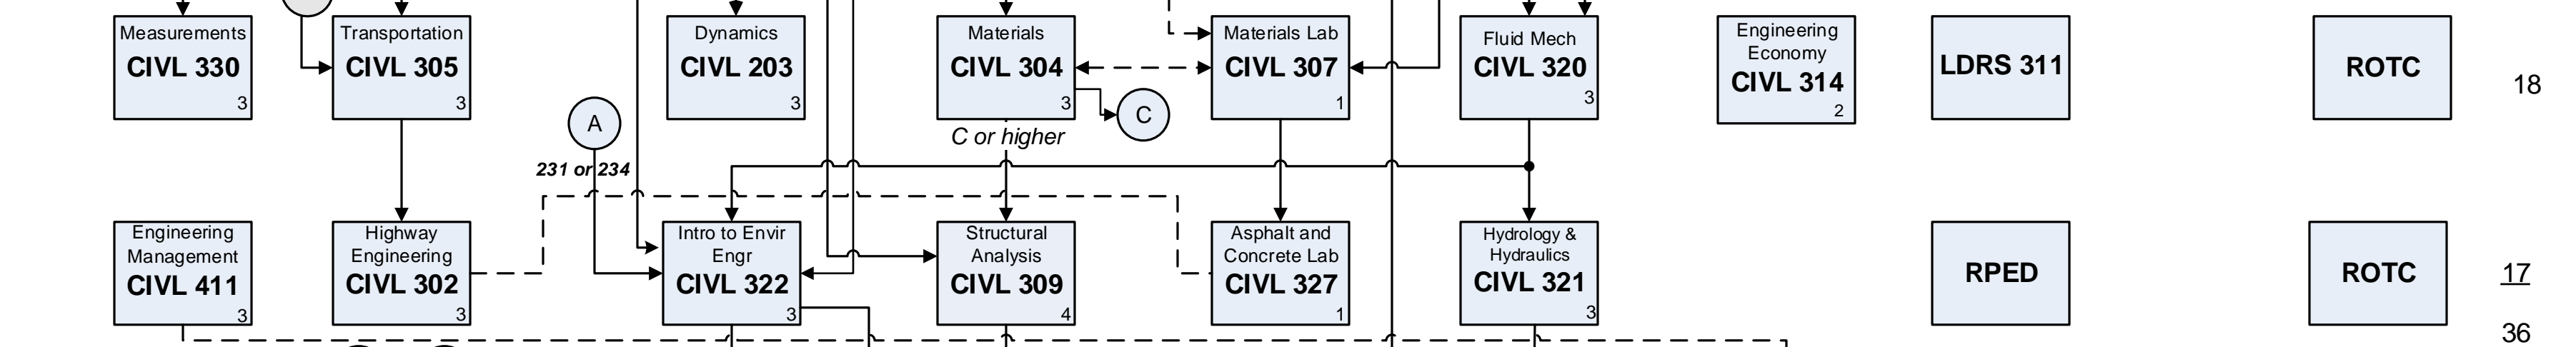 Measurements
CIVL 330
3
Transportation
CIVL 305
3
Dynamics
CIVL 203
3
Materials
CIVL 304
3
Materials Lab
CIVL 307
1
Fluid Mech
CIVL 320
3
Engineering
Economy
CIVL 314
2
LDRS 311
ROTC
18
A
C
C or higher
231 or 234
Engineering
Management
CIVL 411
3
Highway
Engineering
CIVL 302
3
Intro to Envir
Engr
CIVL 322
3
Structural
Analysis
CIVL 309
4
Asphalt and
Concrete Lab
CIVL 327
1
Hydrology &
Hydraulics
CIVL 321
3
RPED
ROTC
17
36